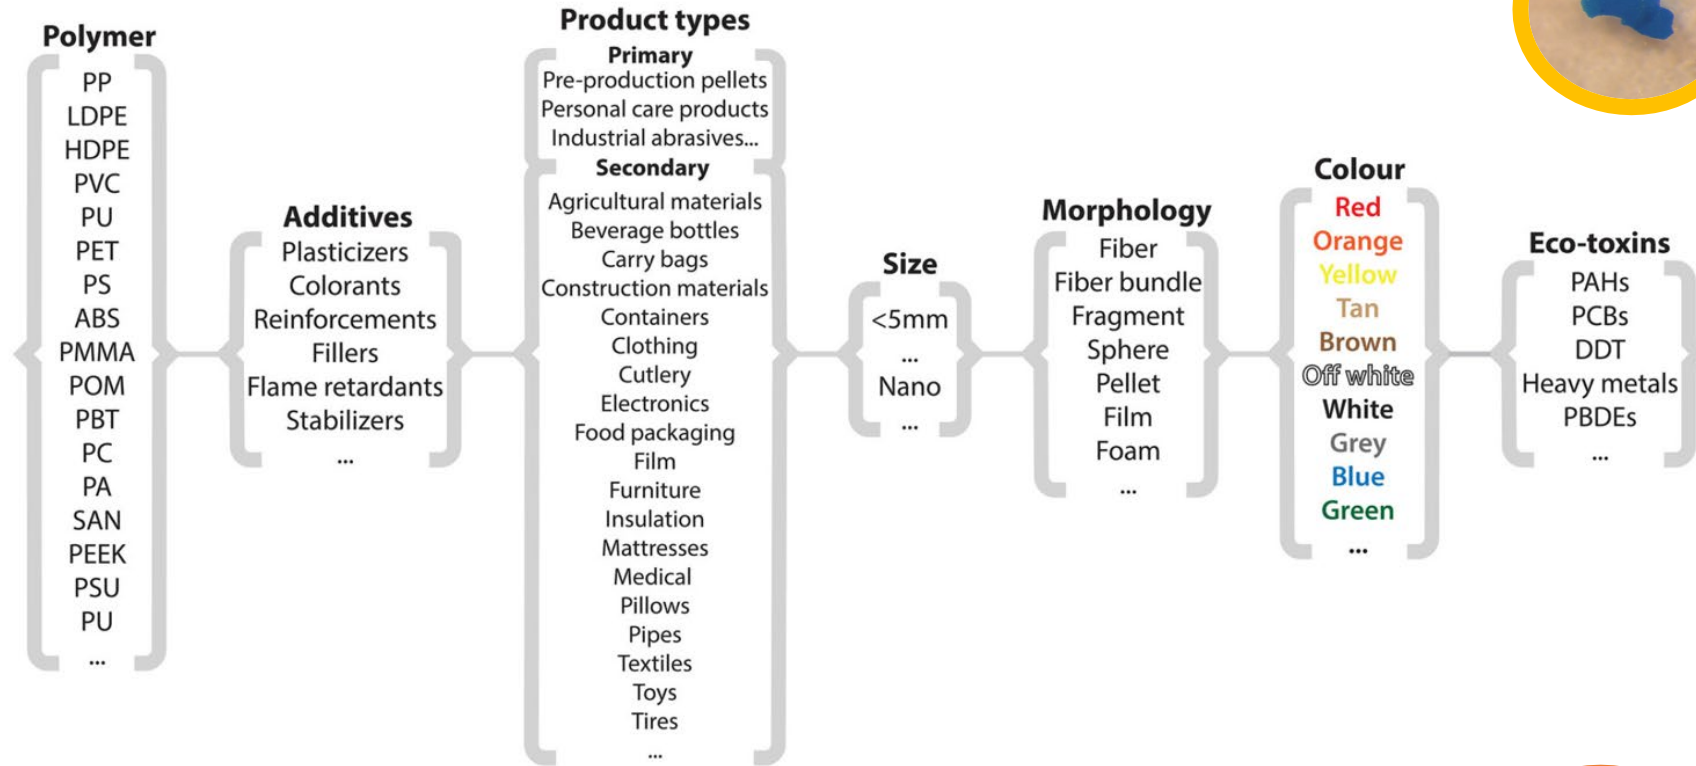 Polymer
PP
LDPE
HDPE
PVC
PU
PET
PS
ABS
PMMA
POM
PBT
PC
PA
SAN
PEEK
PSU
PU
...
Additives
Plasticizers
Colorants
Reinforcements
Fillers
Flame retardants
Stabilizers
...
Product types
Primary
Pre-production pellets
Personal care products
Industrial abrasives...
Secondary
Agricultural materials
Beverage bottles
Carry bags
Construction materials
Containers
Clothing
Cutlery
Electronics
Food packaging
Film
Furniture
Insulation
Mattresses
Medical
Pillows
Pipes
Textiles
Toys
Tires
...
Size
<5mm
...
Nano
...
Morphology
Fiber
Fiber bundle
Fragment
Sphere
Pellet
Film
Foam
...
Colour
Red
Orange
Yellow
Tan
Brown
Off white
White
Grey
Blue
Green
...
Eco-toxins
PAHs
PCBs
DDT
Heavy metals
PBDEs
...